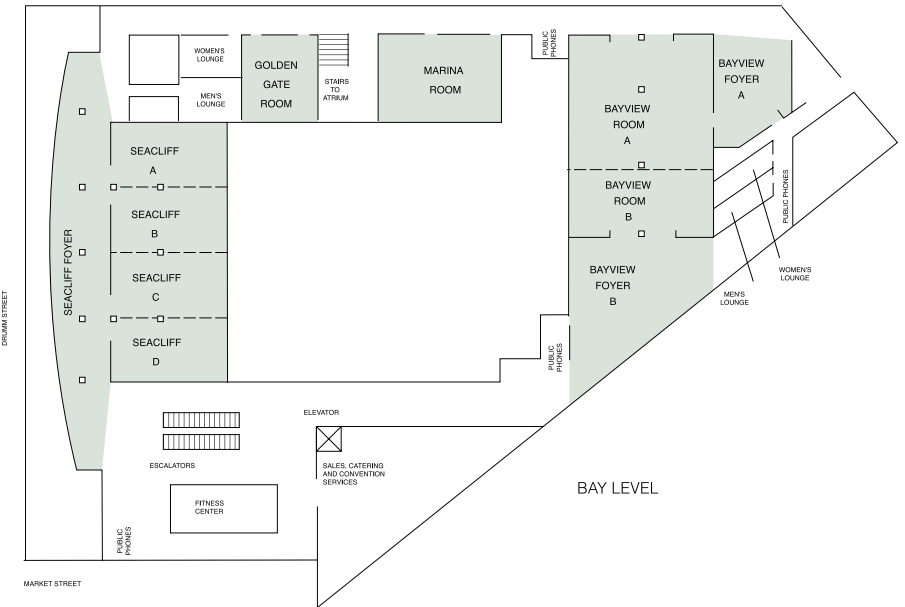 WOMEN'S
LOUNGE
MEN'S
LOUNGE
GOLDEN
GATE
ROOM
STAIRS
TO
ATRIUM
MARINA
ROOM
PUBLIC
PHONES
BAYVIEW
ROOM
A
BAYVIEW
FOYER
A
SEACLIFF
A
SEACLIFF
B
SEACLIFF
C
SEACLIFF
D
SEACLIFF FOYER
DRUMM STREET
BAYVIEW
ROOM
B
BAYVIEW
FOYER
B
PUBLIC PHONES
WOMEN'S
LOUNGE
MEN'S
LOUNGE
PUBLIC
PHONES
ELEVATOR
ESCALATORS
SALES, CATERING
AND CONVENTION
SERVICES
FITNESS
CENTER
PUBLIC
PHONES
BAY LEVEL
MARKET STREET